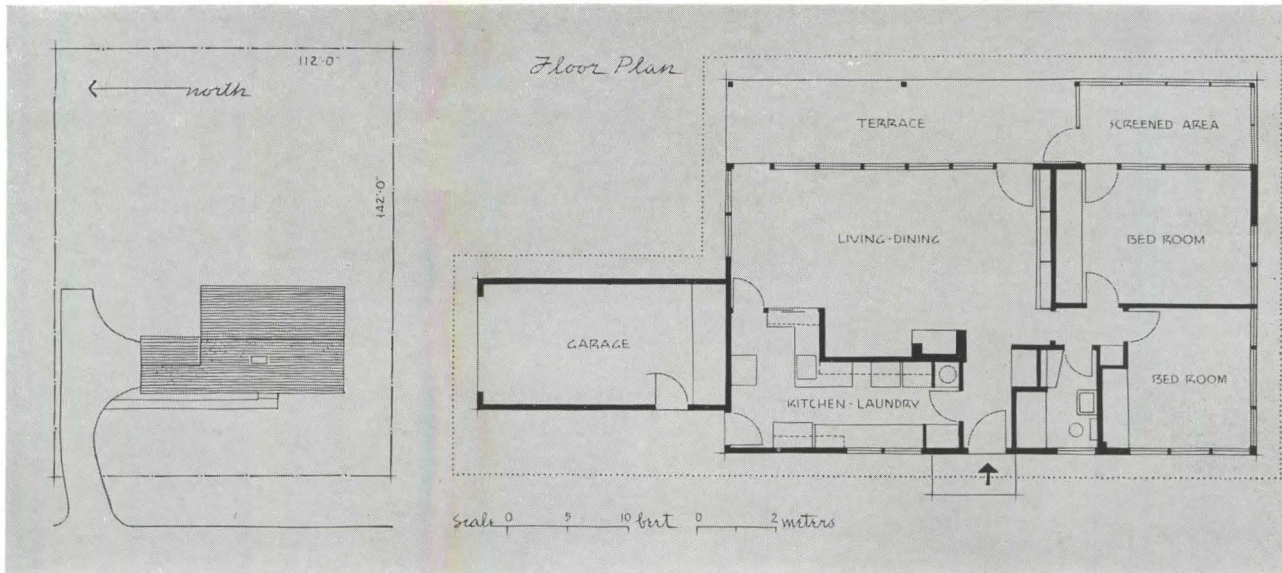 112'-0"
north
142'-0"
Floor Plan
TERRACE
SCREENED AREA
LIVING-DINING
BED ROOM
GARAGE
BED ROOM
KITCHEN-LAUNDRY
Scale 0 5 10 feet 0 2 meters